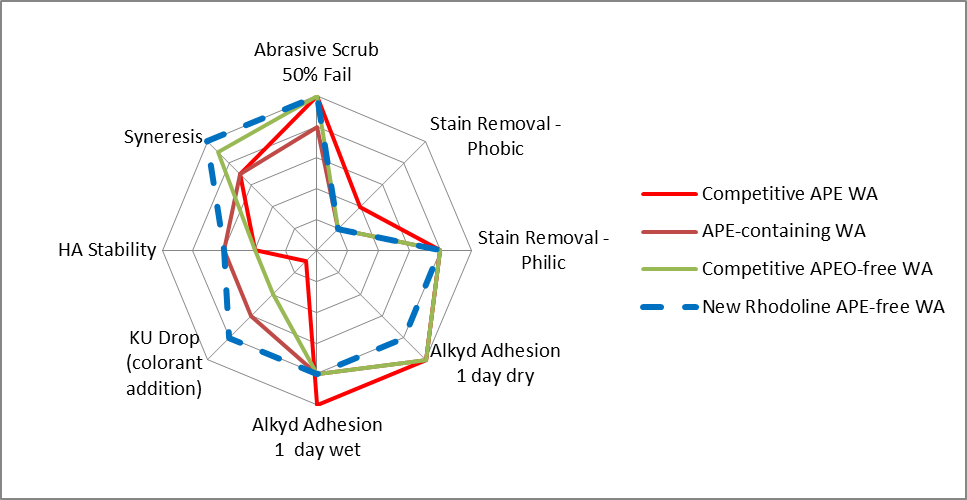 Abrasive Scrub
50% Fail
Stain Removal -
Phobic
Stain Removal -
Philic
Alkyd Adhesion
1 day dry
Alkyd Adhesion
1  day wet
KU Drop
(colorant
addition)
HA Stability
Syneresis
Competitive APE WA
APE-containing WA
Competitive APEO-free WA
New Rhodoline APE-free WA